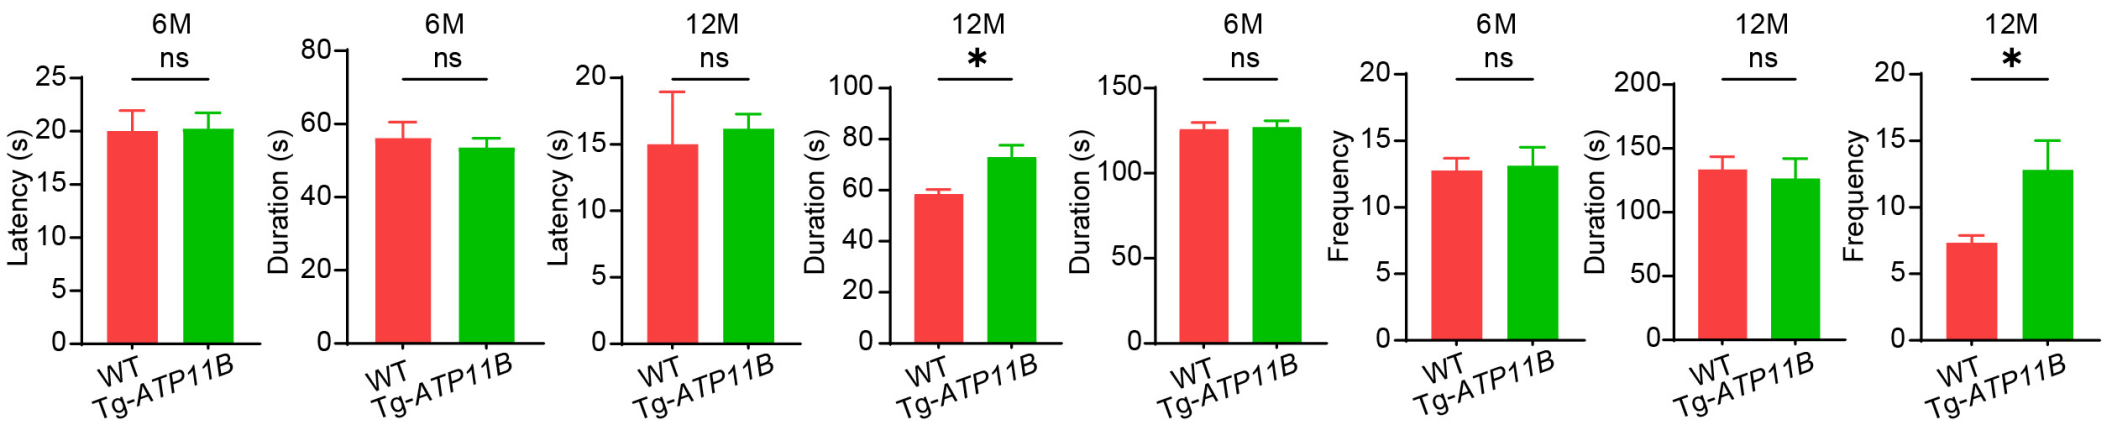 6M
ns
25
20
15
10
5
0
Latency (s)
WT
Tg-ATP11B
6M
ns
80
60
40
20
0
Duration (s)
WT
Tg-ATP11B
12M
ns
20
15
10
5
0
Latency (s)
WT
Tg-ATP11B
12M
*
100
80
60
40
20
0
Duration (s)
WT
Tg-ATP11B
6M
ns
150
100
50
0
Duration (s)
WT
Tg-ATP11B
6M
ns
20
15
10
5
0
Frequency
WT
Tg-ATP11B
12M
ns
200
150
100
50
0
Duration (s)
WT
Tg-ATP11B
12M
*
20
15
10
5
0
Frequency
WT
Tg-ATP11B